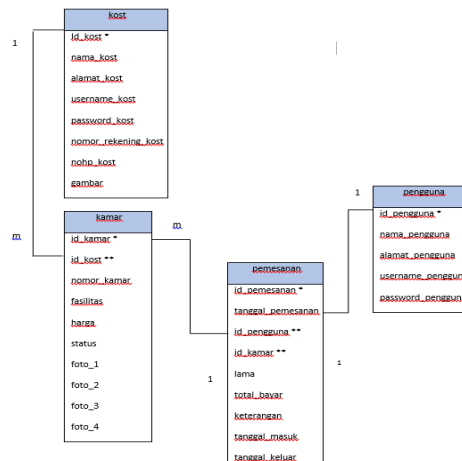 kost
Id_kost *
nama_kost
alamat_kost
username_kost
password_kost
nomor_rekening_kost
nohp_kost
gambar
1
m
kamar
id_kamar *
id_kost **
nomor_kamar
fasilitas
harga
status
foto_1
foto_2
foto_3
foto_4
m
1
pemesanan
id_pemesanan *
tanggal_pemesanan
id_pengguna **
id_kamar **
lama
total_bayar
keterangan
tanggal_masuk
tanggal_keluar
1
1
pengguna
id_pengguna *
nama_pengguna
alamat_pengguna
username_penggun
password_penggun